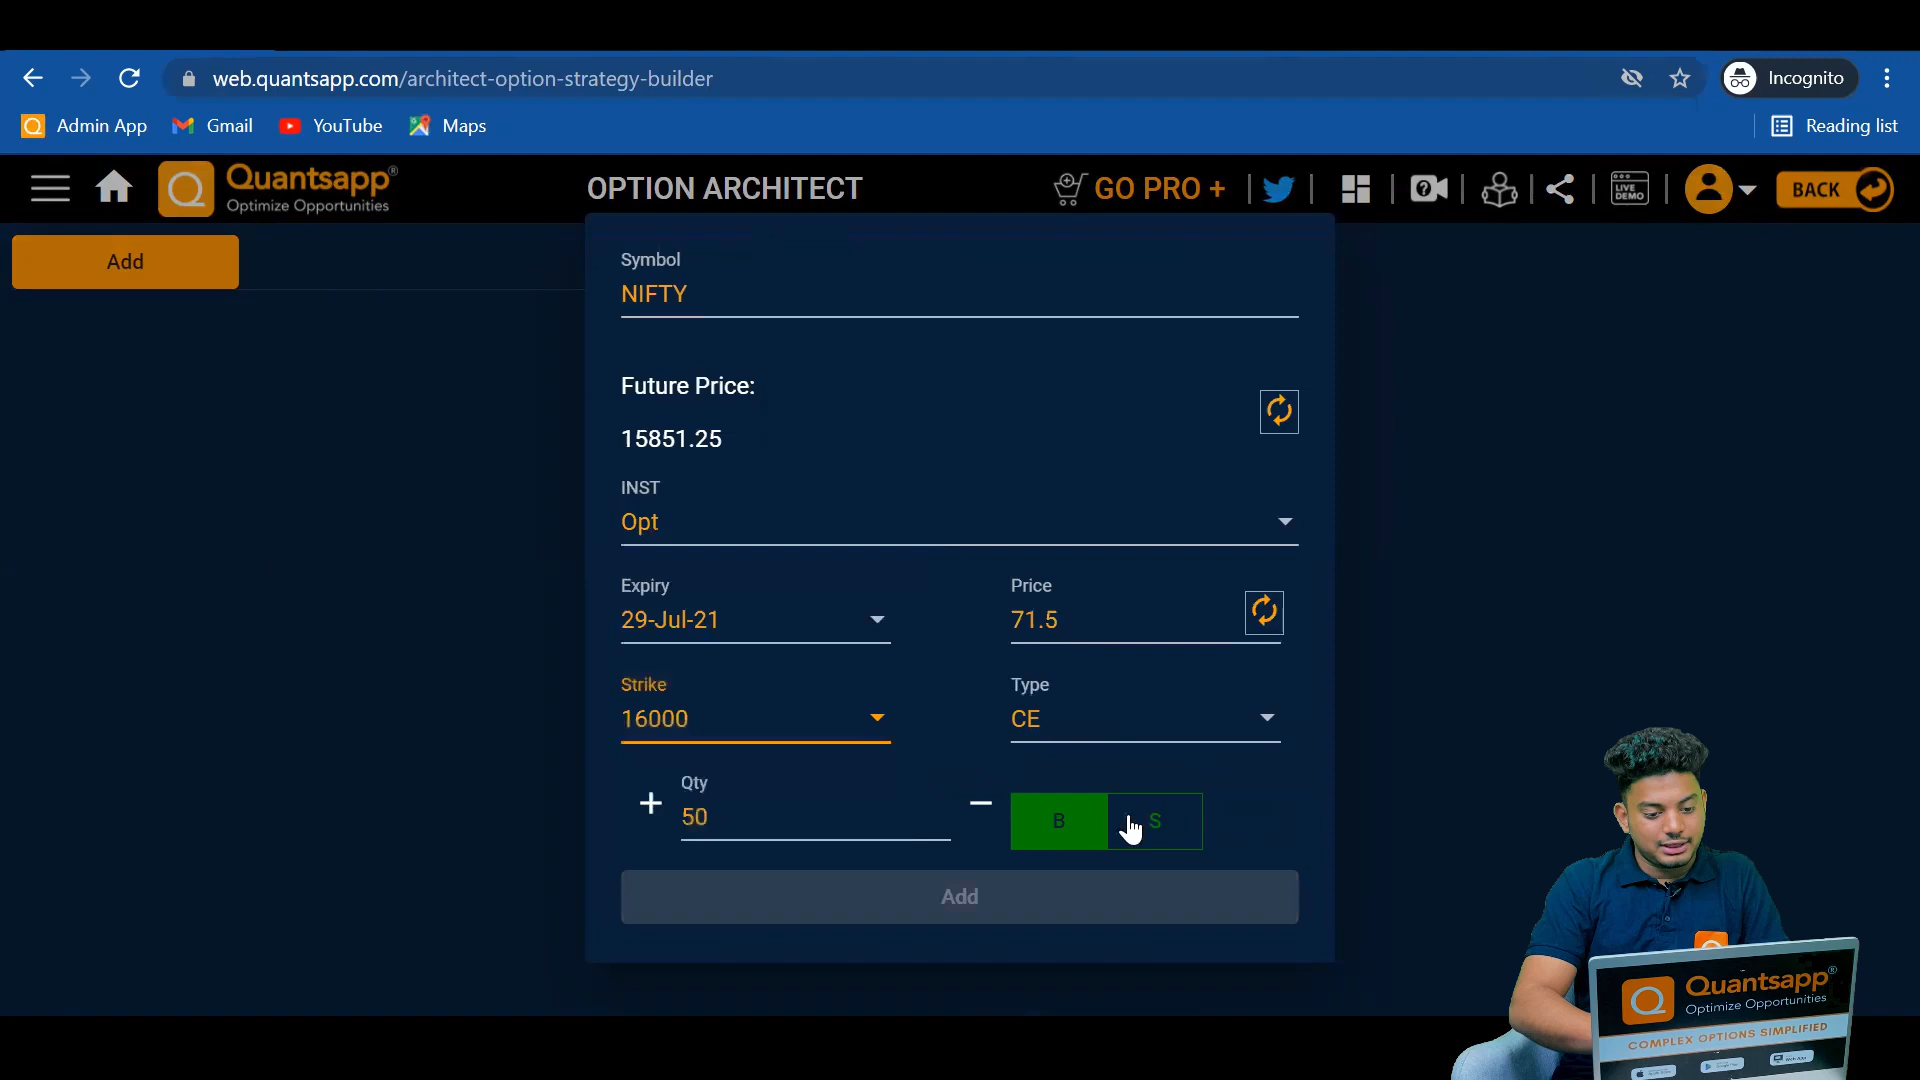 web.quantsapp.com/architect-option-strategy-builder
Incognito
Admin App
Gmail
YouTube
Maps
Reading list
Quantsapp®
Optimize Opportunities
OPTION ARCHITECT
GO PRO +
LIVE
DEMO
BACK
Add
Symbol
NIFTY
Future Price:
15851.25
INST
Opt
Expiry
29-Jul-21
Price
71.5
Strike
16000
Type
CE
Qty
50
B
S
Add
Quantsapp®
Optimize Opportunities
COMPLEX OPTIONS SIMPLIFIED